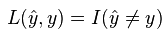 L(ŷ, y) = I(ŷ ≠ y)